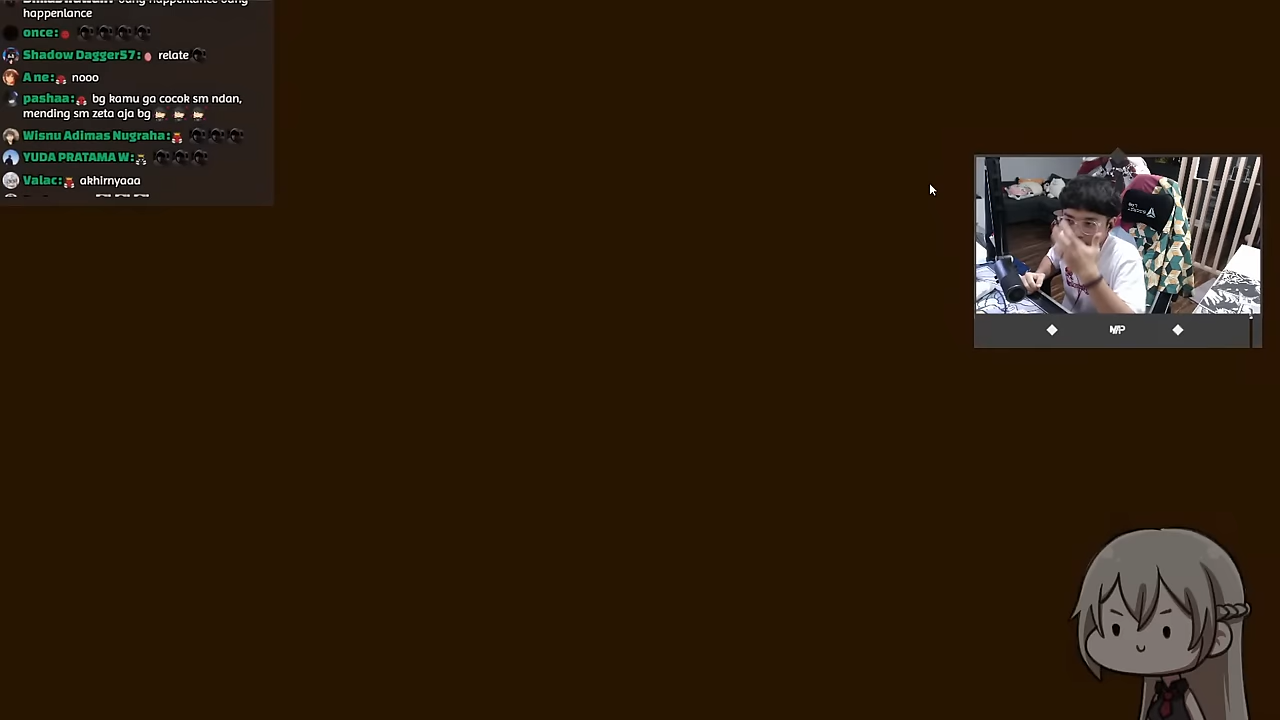 happenlance
once:
Shadow Dagger57: relate
A ne: nooo
pashaa: bg kamu ga cocok sm ndan,
mending sm zeta aja bg
Wisnu Adimas Nugraha:
YUDA PRATAMA W:
Valac: akhirnyaaa